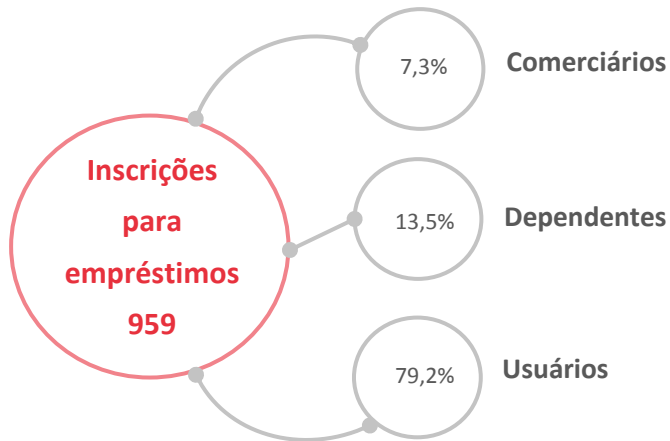 Inscrições
para
empréstimos
959
7,3%
Comerciários
13,5%
Dependentes
79,2%
Usuários